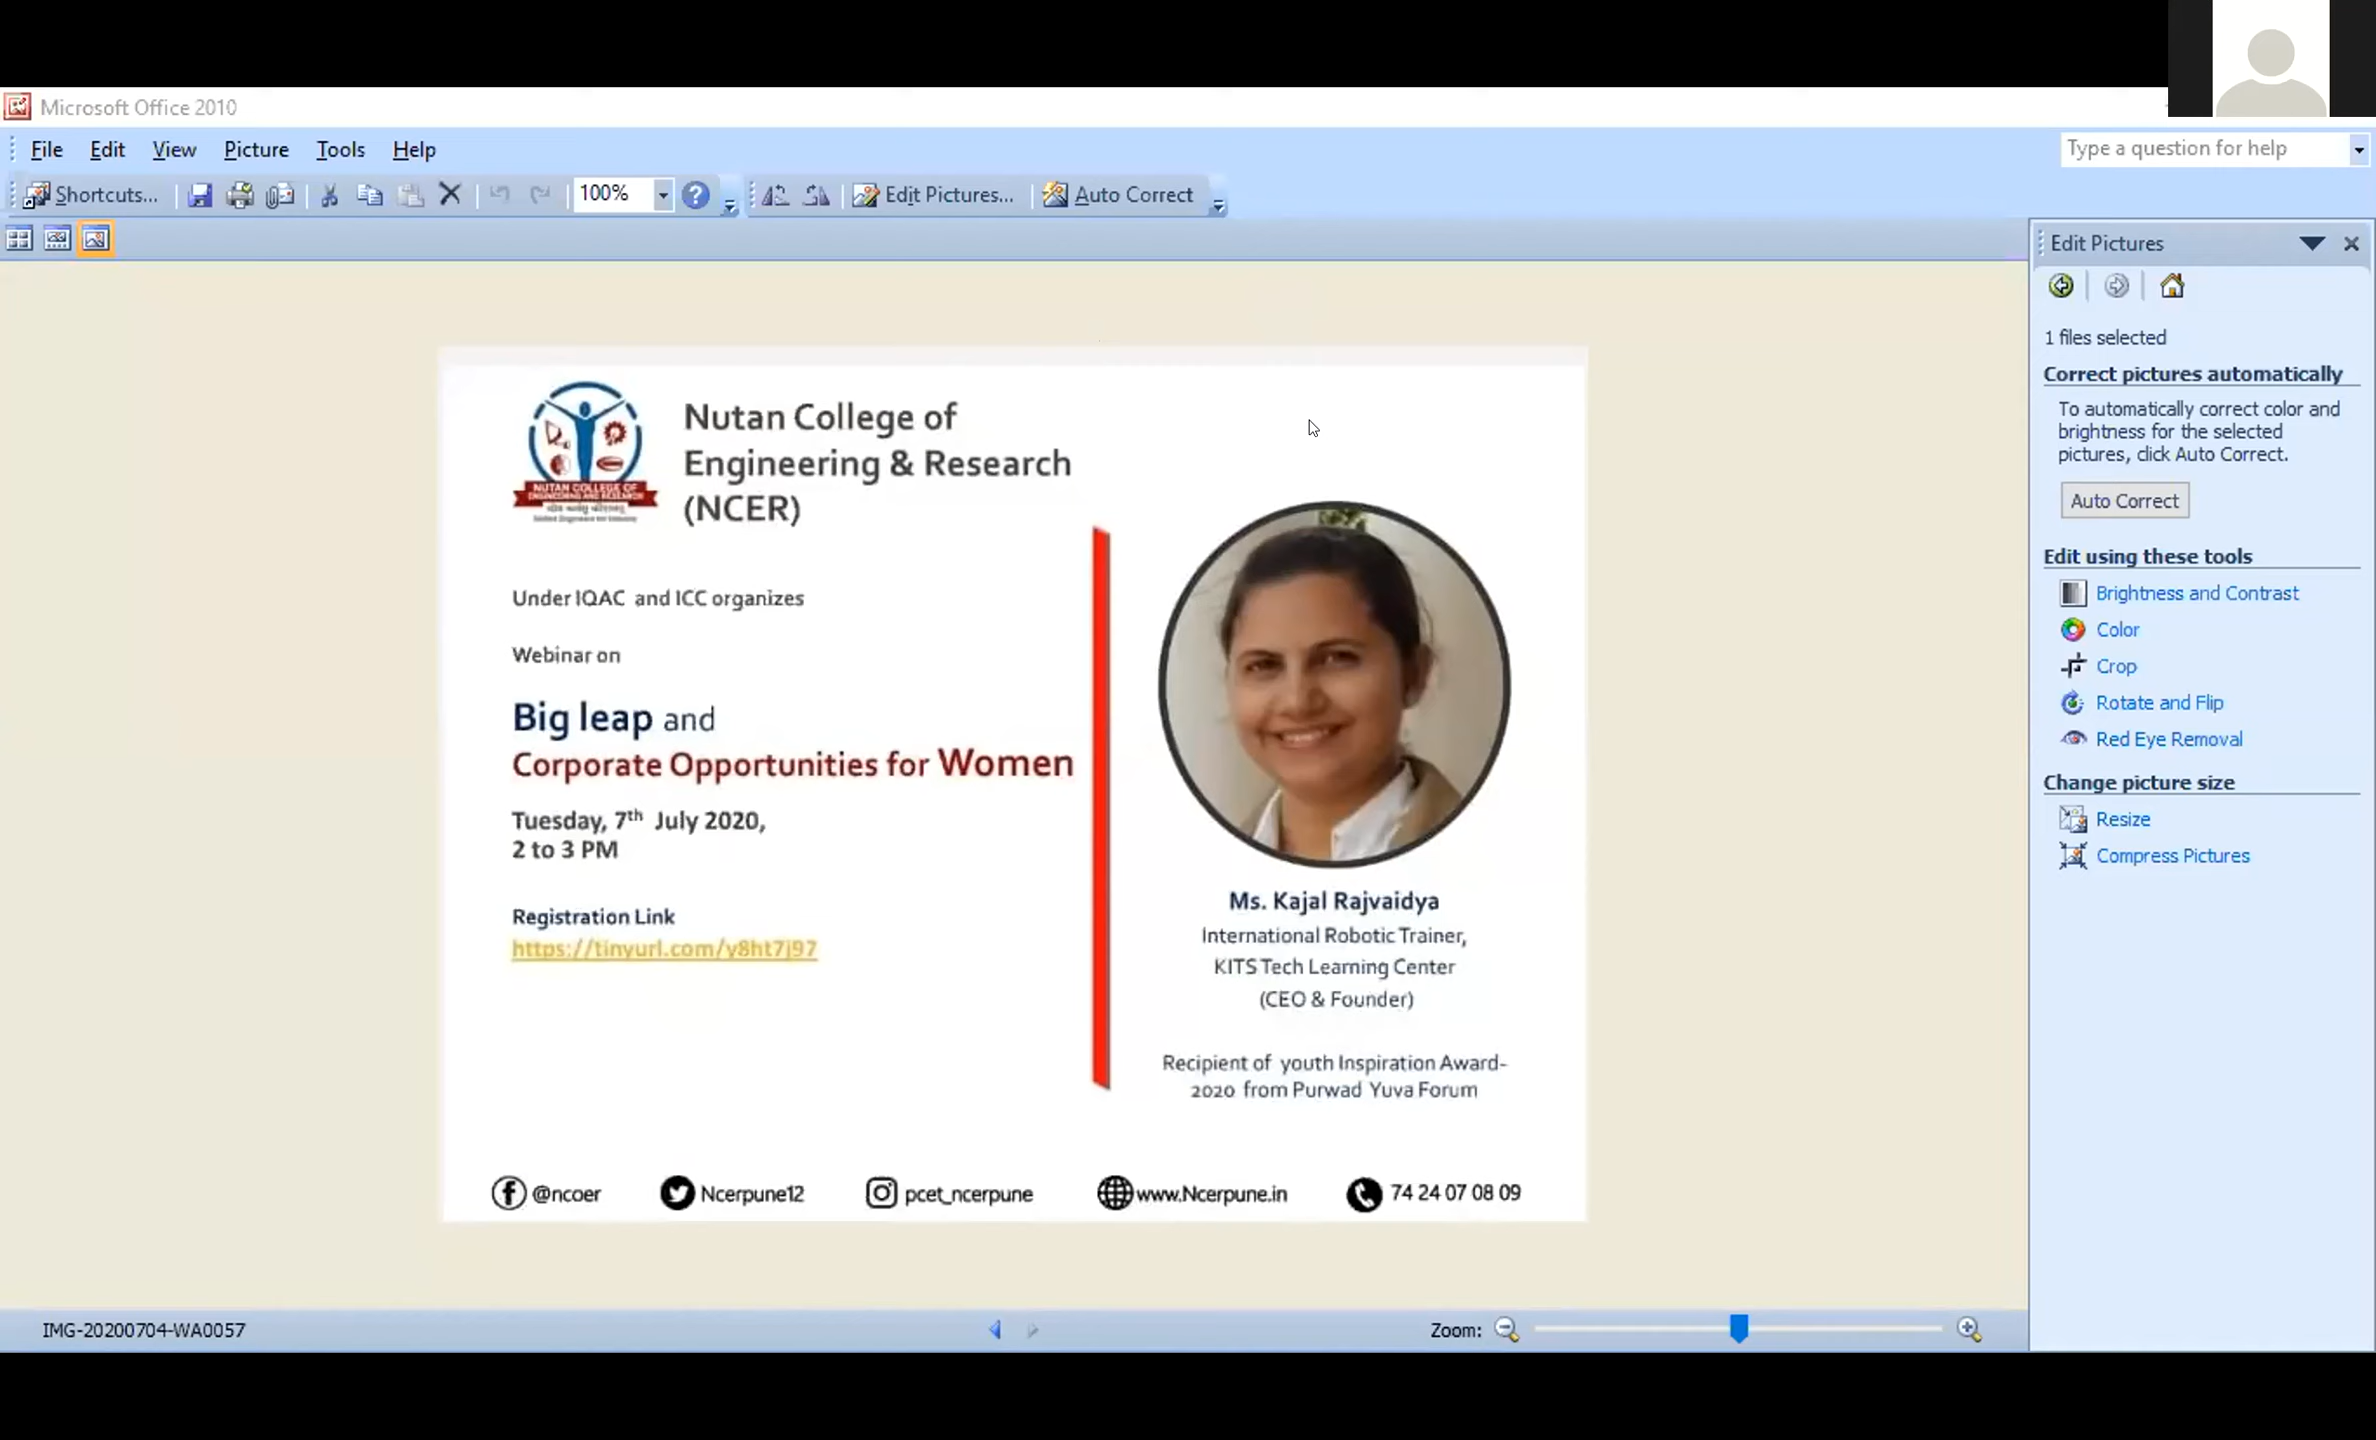 Microsoft Office 2010
File Edit View Picture Tools Help
Type a question for help
Shortcuts... 100% Edit Pictures... Auto Correct
Edit Pictures
1 files selected
Correct pictures automatically
To automatically correct color and
brightness for the selected
pictures, click Auto Correct.
Auto Correct
Edit using these tools
Brightness and Contrast
Color
Crop
Rotate and Flip
Red Eye Removal
Change picture size
Resize
Compress Pictures
NUTAN COLLEGE OF
ENGINEERING AND RESEARCH
Nutan College of
Engineering & Research
(NCER)
Under IQAC and ICC organizes
Webinar on
Big leap and
Corporate Opportunities for Women
Tuesday, 7th July 2020,
2 to 3 PM
Registration Link
https://tinyurl.com/y8ht7j97
Ms. Kajal Rajvaidya
International Robotic Trainer,
KITS Tech Learning Center
(CEO & Founder)
Recipient of youth Inspiration Award-
2020 from Purwad Yuva Forum
@ncoer Ncerpune12 pcet_ncerpune www.Ncerpune.in 74 24 07 08 09
IMG-20200704-WA0057
Zoom: